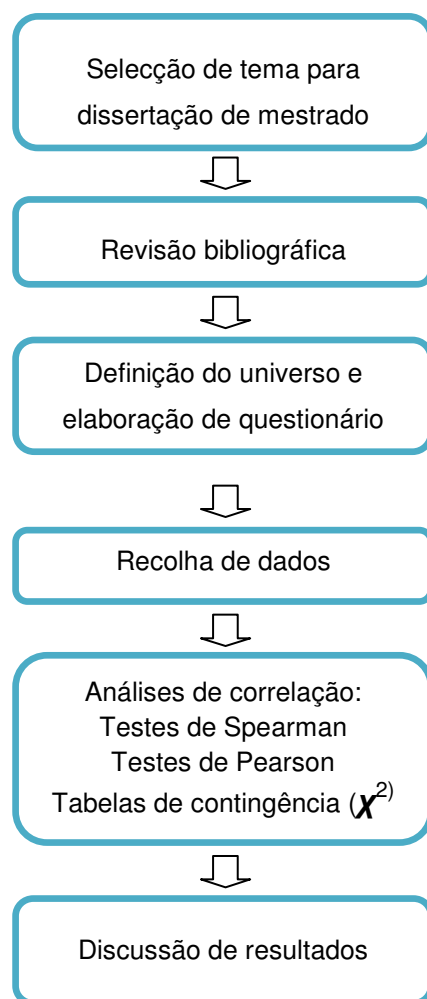 Selecção de tema para
dissertação de mestrado
Revisão bibliográfica
Definição do universo e
elaboração de questionário
Recolha de dados
Análises de correlação:
Testes de Spearman
Testes de Pearson
Tabelas de contingência (χ²⁾
Discussão de resultados